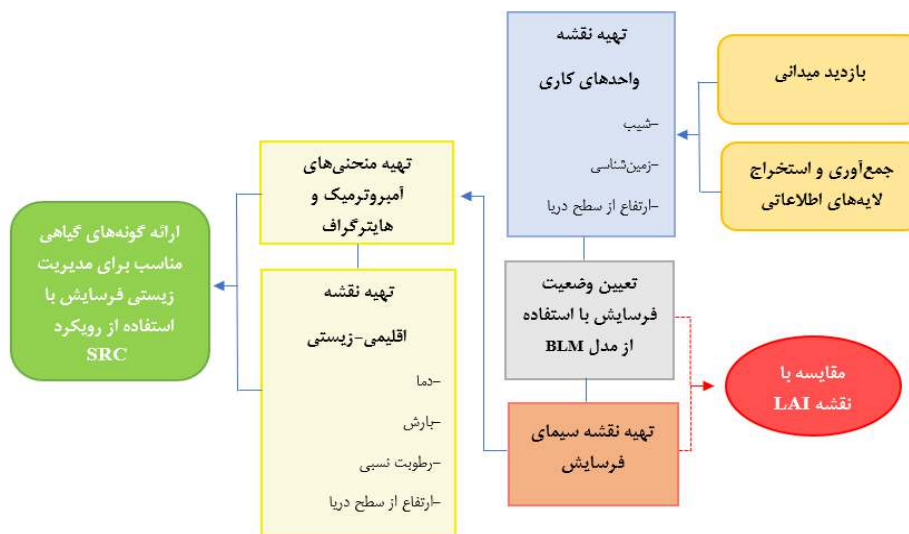 بازدید میدانی
جمع‌آوری و استخراج
لایه‌های اطلاعاتی
تهیه نقشه
واحدهای کاری
-شیب
-زمین‌شناسی
-ارتفاع از سطح دریا
تعیین وضعیت
فرسایش با استفاده
از مدل BLM
تهیه نقشه سیمای
فرسایش
مقایسه با
نقشه LAI
تهیه منحنی‌های
آمبروترمیک و
هایترگراف
تهیه نقشه
اقلیمی-زیستی
-دما
-بارش
-رطوبت نسبی
-ارتفاع از سطح دریا
ارائه گونه‌های گیاهی
مناسب برای مدیریت
زیستی فرسایش با
استفاده از رویکرد
SRC